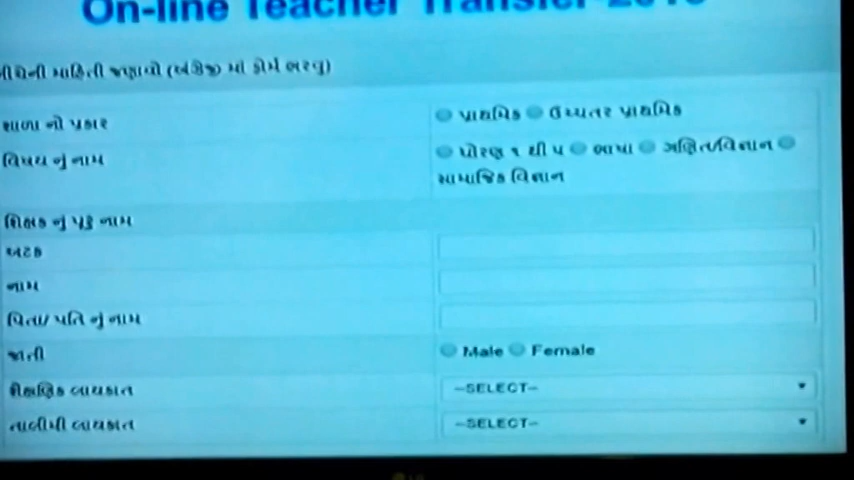 On-line Teacher Transfer-201
નીચેની માહિતી જણાવો (અંગ્રેજી માં ફોર્મ ભરવુ)
શાળા નો પ્રકાર
પ્રાથમિક ઉચ્ચતર પ્રાથમિક
વિષય નું નામ
ધોરણ ૧ થી ૫ ભાષા ગણિત/વિજ્ઞાન
સામાજિક વિજ્ઞાન
શિક્ષક નું પૂરૂ નામ
અટક
નામ
પિતા/ પતિ નું નામ
જાતી
Male Female
શૈક્ષણિક લાયકાત
--SELECT--
તાલીમી લાયકાત
--SELECT--